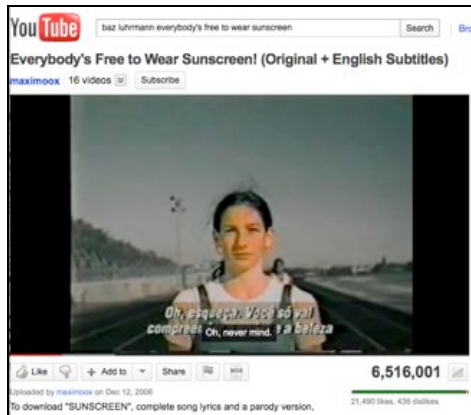 You Tube
baz luhrmann everybody's free to wear sunscreen
Search
Bro
Everybody's Free to Wear Sunscreen! (Original + English Subtitles)
maximoox 16 videos Subscribe
Oh, esqueça. Você só vai
compreer Oh, never mind. a beleza
Like
Add to
Share
6,516,001
Uploaded by maximoox on Dec 12, 2006
21,490 likes, 436 dislikes
To download "SUNSCREEN", complete song lyrics and a parody version,